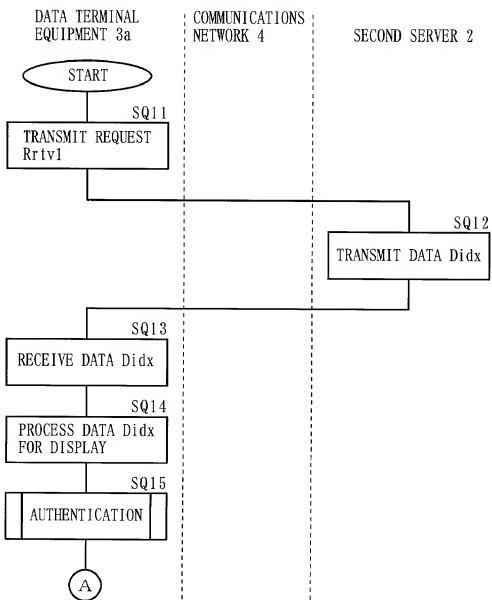 DATA TERMINAL
EQUIPMENT 3a
COMMUNICATIONS
NETWORK 4
SECOND SERVER 2
START
SQ11
TRANSMIT REQUEST
Rrtv1
SQ12
TRANSMIT DATA Didx
SQ13
RECEIVE DATA Didx
SQ14
PROCESS DATA Didx
FOR DISPLAY
SQ15
AUTHENTICATION
A